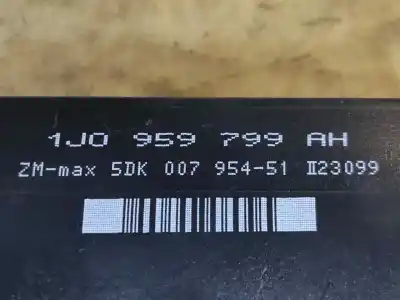 1J0 959 799 AH
ZM-max 5DK 007 954-51 II23099